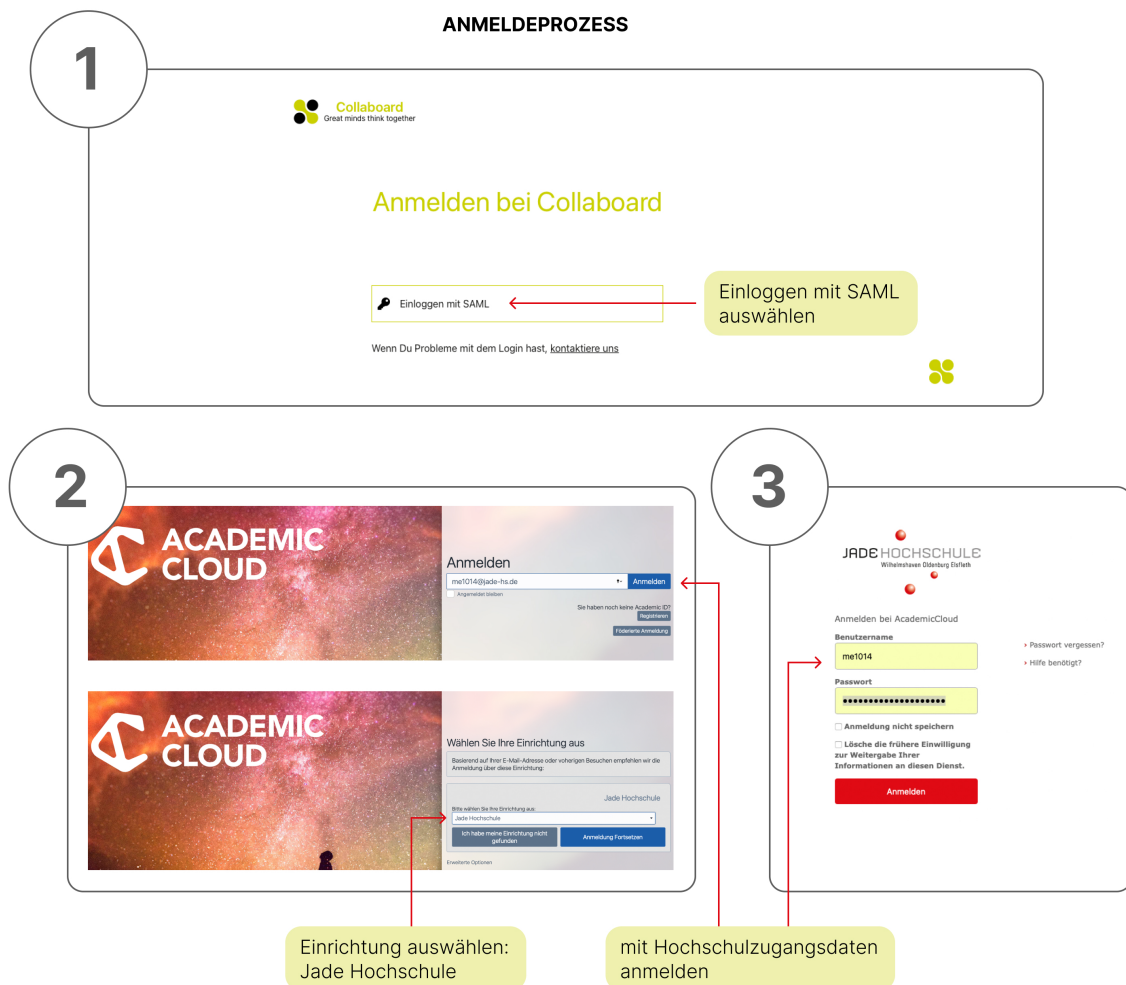 ANMELDEPROZESS
1
Collaboard
Great minds think together
Anmelden bei Collaboard
Einloggen mit SAML
Einloggen mit SAML
auswählen
Wenn Du Probleme mit dem Login hast, kontaktiere uns
2
ACADEMIC
CLOUD
Anmelden
me1014@jade-hs.de
Anmelden
Angemeldet bleiben
Sie haben noch keine Academic ID?
Registrieren
Föderierte Anmeldung
ACADEMIC
CLOUD
Wählen Sie Ihre Einrichtung aus
Basierend auf Ihrer E-Mail-Adresse oder vorherigen Besuchen empfehlen wir die
Anmeldung über diese Einrichtung:
Jade Hochschule
Bitte wählen Sie Ihre Einrichtung aus.
Jade Hochschule
Ich habe meine Einrichtung nicht
gefunden
Anmeldung Fortsetzen
Erweiterte Optionen
Einrichtung auswählen:
Jade Hochschule
3
JADE HOCHSCHULE
Wilhelmshaven Oldenburg Elsfleth
Anmelden bei AcademicCloud
Benutzername
me1014
Passwort
Passwort vergessen?
Hilfe benötigt?
Anmeldung nicht speichern
Lösche die frühere Einwilligung
zur Weitergabe Ihrer
Informationen an diesen Dienst.
Anmelden
mit Hochschulzugangsdaten
anmelden